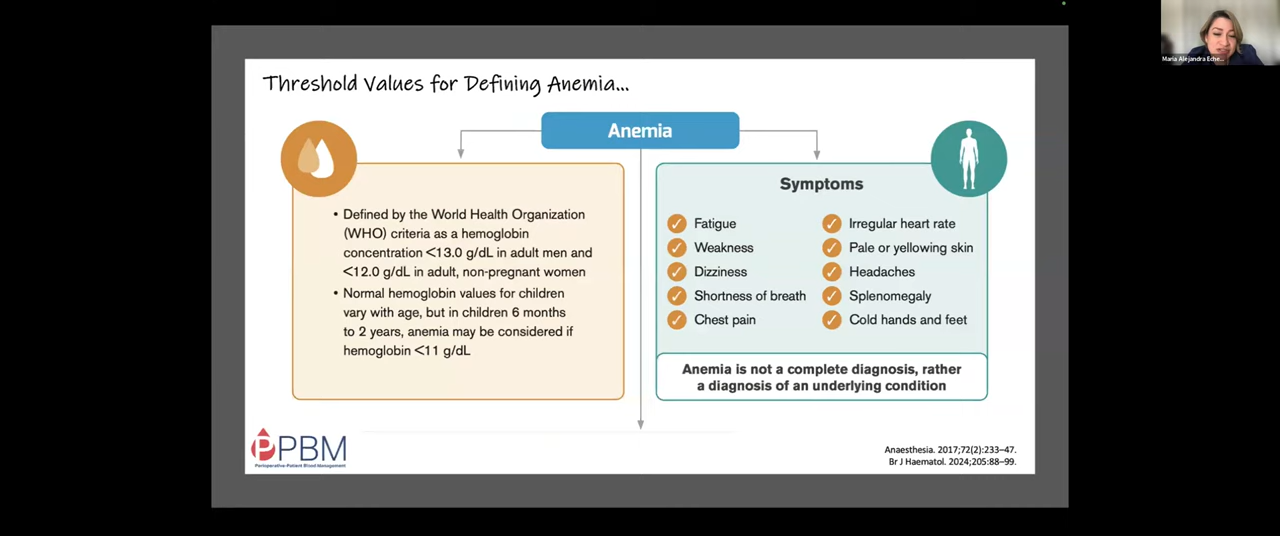 Threshold Values for Defining Anemia...
Anemia
• Defined by the World Health Organization
(WHO) criteria as a hemoglobin
concentration <13.0 g/dL in adult men and
<12.0 g/dL in adult, non-pregnant women
• Normal hemoglobin values for children
vary with age, but in children 6 months
to 2 years, anemia may be considered if
hemoglobin <11 g/dL
Symptoms
Fatigue
Weakness
Dizziness
Shortness of breath
Chest pain
Irregular heart rate
Pale or yellowing skin
Headaches
Splenomegaly
Cold hands and feet
Anemia is not a complete diagnosis, rather
a diagnosis of an underlying condition
PPBM
Perioperative-Patient Blood Management
Anaesthesia. 2017;72(2):233–47.
Br J Haematol. 2024;205:88–99.
Maria Alejandra Eche...